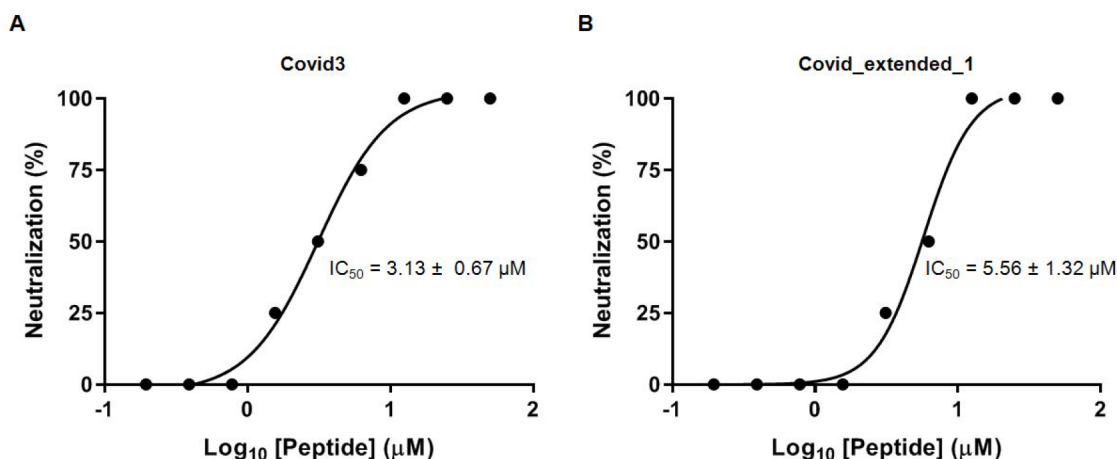 A
Covid3
Neutralization (%)
100
75
50
25
0
IC₅₀ = 3.13 ± 0.67 µM
-1 0 1 2
Log₁₀ [Peptide] (µM)
B
Covid_extended_1
Neutralization (%)
100
75
50
25
0
IC₅₀ = 5.56 ± 1.32 µM
-1 0 1 2
Log₁₀ [Peptide] (µM)